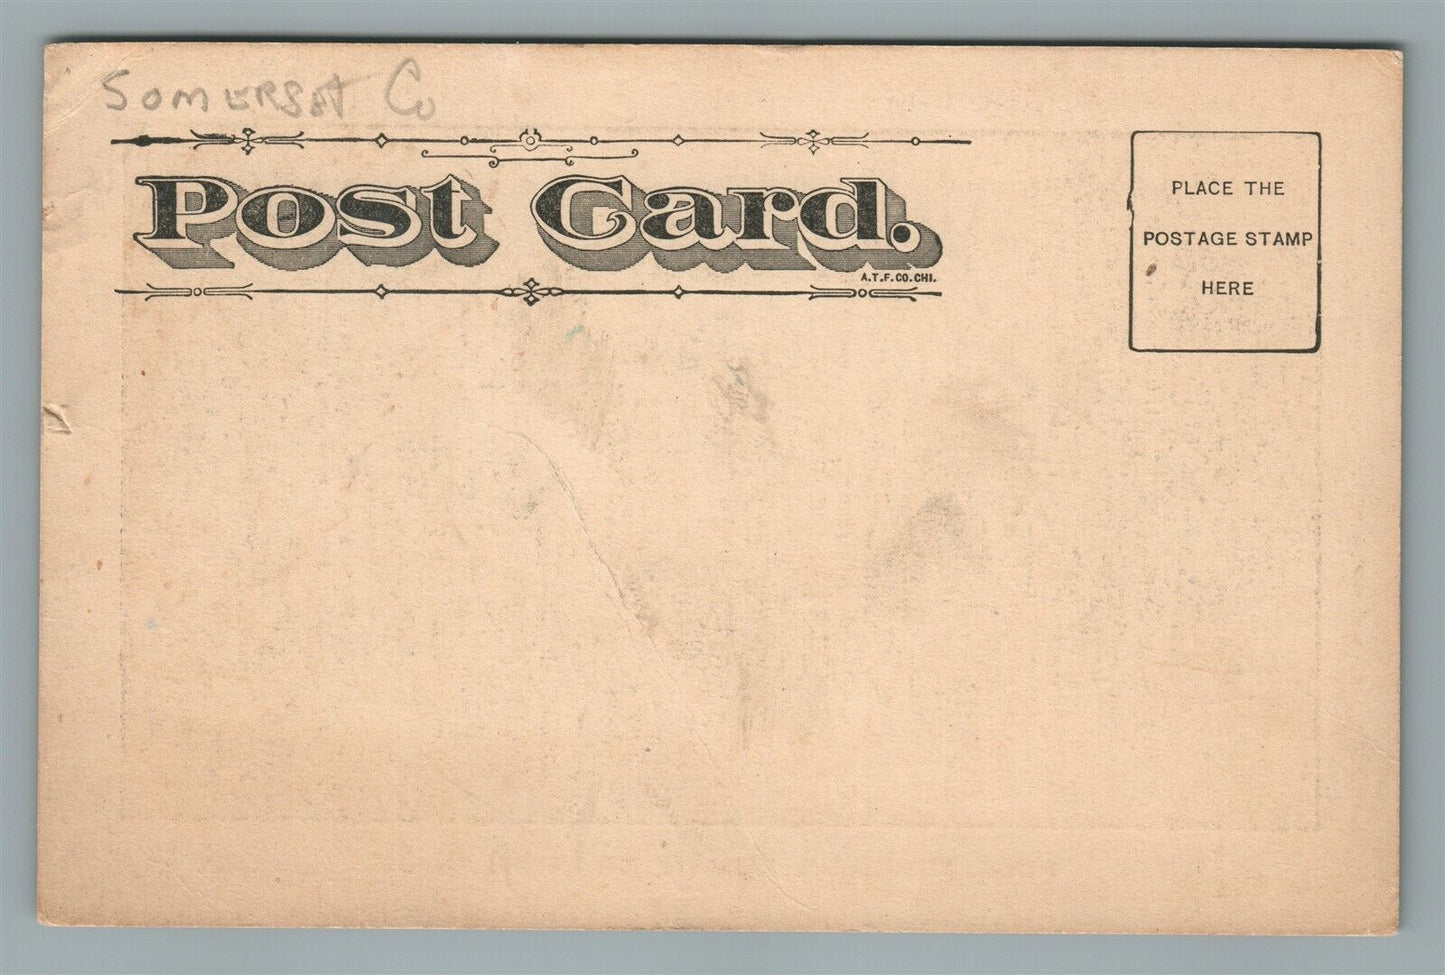 SOMERSET Co
Post Card.
A.T.F.CO.CHI.
PLACE THE
POSTAGE STAMP
HERE